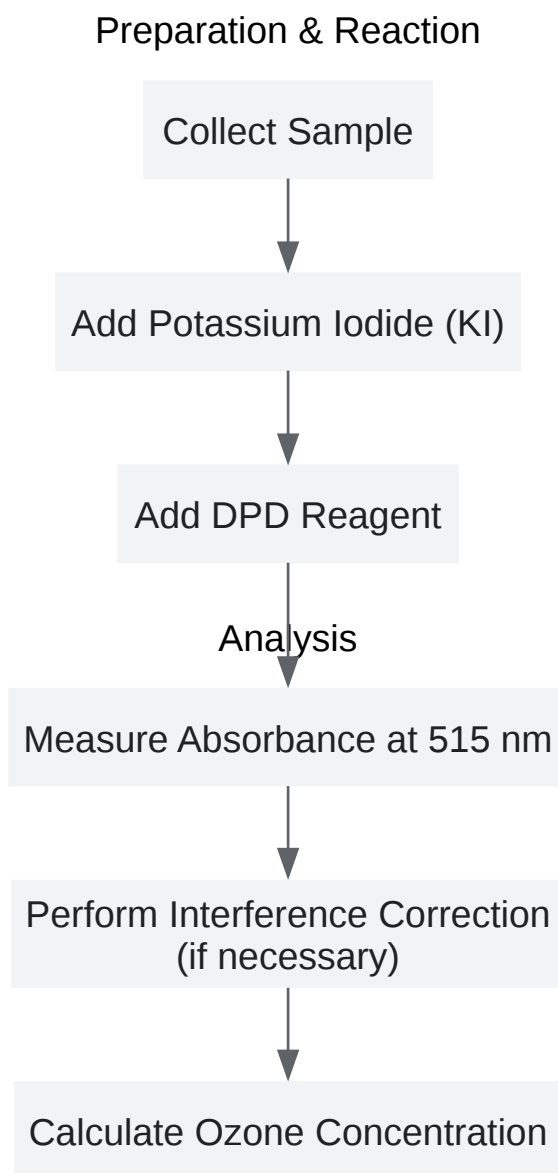 Preparation & Reaction
Collect Sample
Add Potassium Iodide (KI)
Add DPD Reagent
Analysis
Measure Absorbance at 515 nm
Perform Interference Correction
(if necessary)
Calculate Ozone Concentration